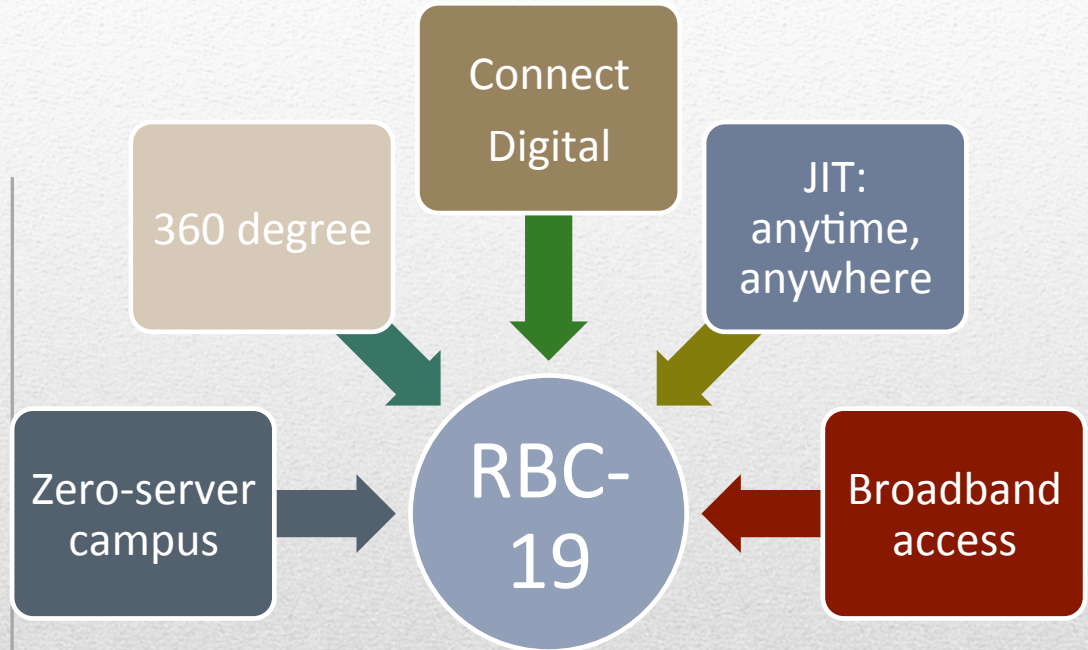 Connect
Digital
360 degree
JIT:
anytime,
anywhere
Zero-server
campus
RBC-
19
Broadband
access